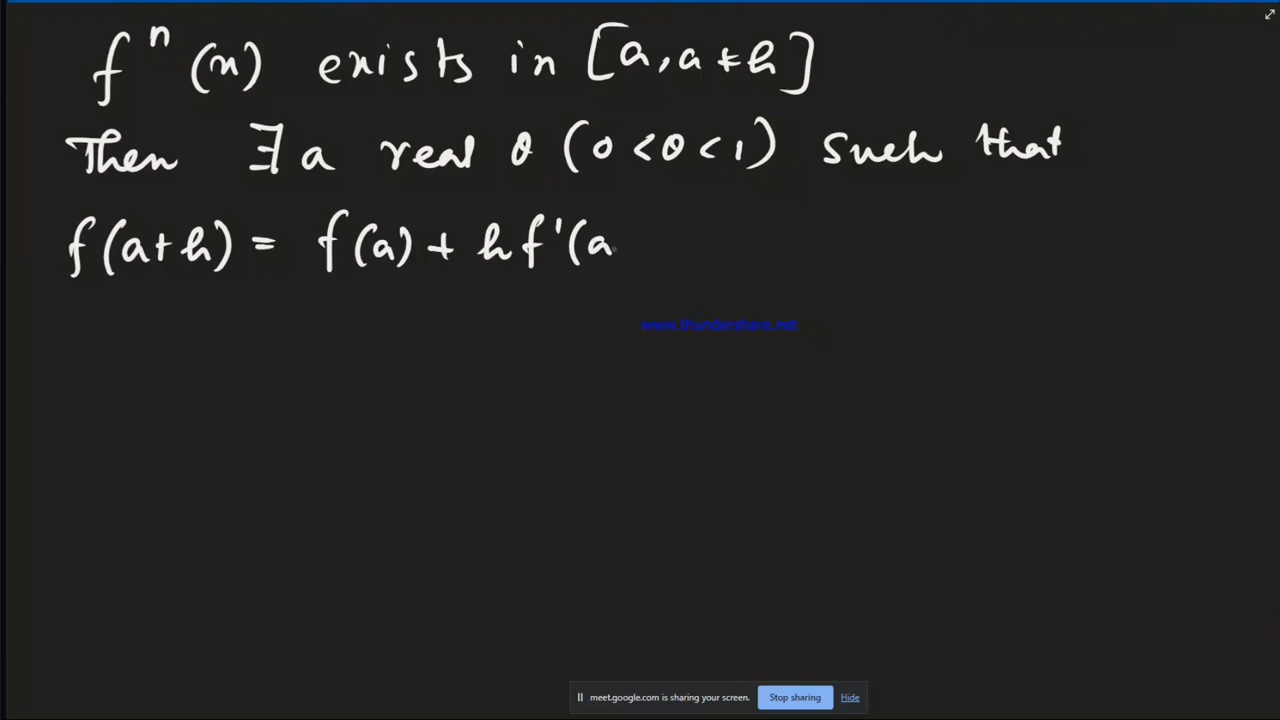 fⁿ(x) exists in [a, a+h]
Then ∃ a real θ (0<θ<1) such that
f(a+h) = f(a) + hf'(a
www.thundershare.net
meet.google.com is sharing your screen. Stop sharing Hide